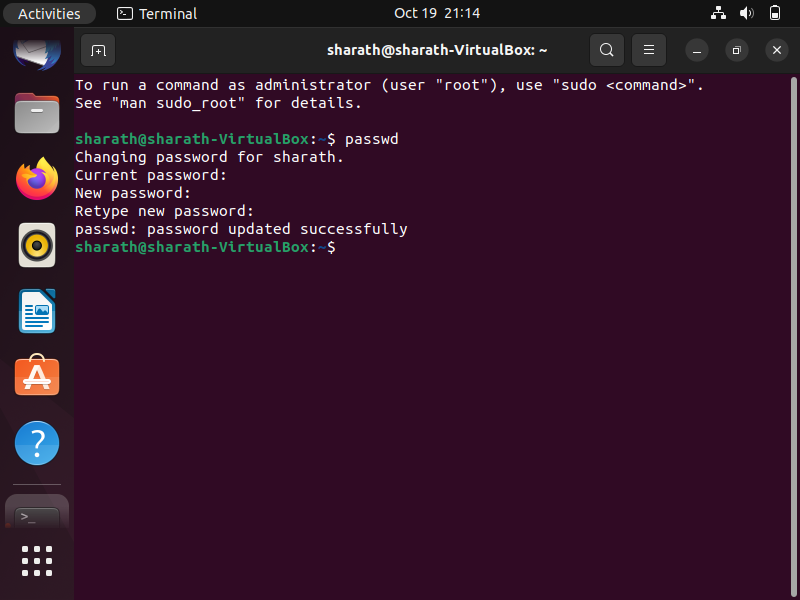 Activities Terminal Oct 19 21:14
sharath@sharath-VirtualBox: ~
To run a command as administrator (user "root"), use "sudo <command>".
See "man sudo_root" for details.
sharath@sharath-VirtualBox:~$ passwd
Changing password for sharath.
Current password:
New password:
Retype new password:
passwd: password updated successfully
sharath@sharath-VirtualBox:~$